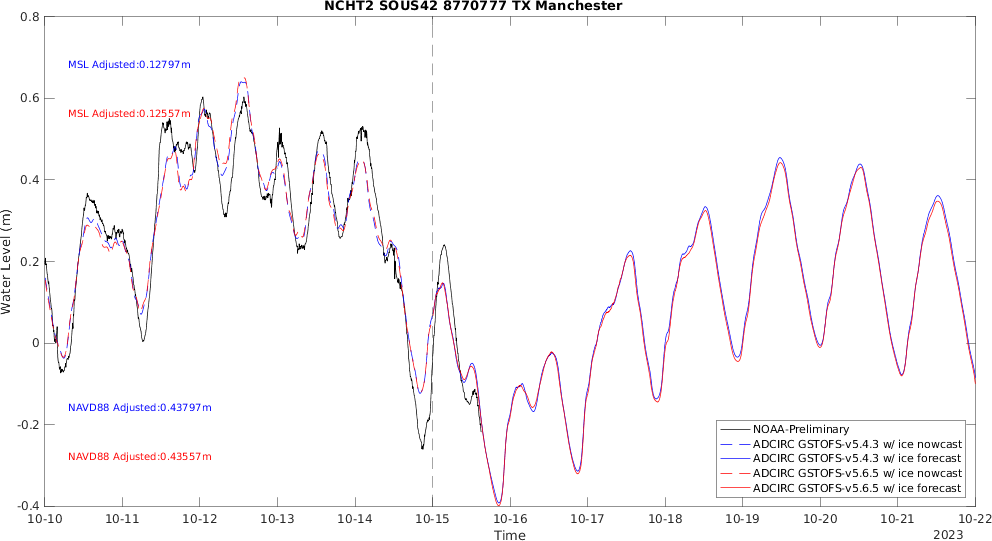 NCHT2 SOUS42 8770777 TX Manchester
0.8
0.6
0.4
0.2
0
-0.2
-0.4
Water Level (m)
MSL Adjusted:0.12797m
MSL Adjusted:0.12557m
NAVD88 Adjusted:0.43797m
NAVD88 Adjusted:0.43557m
NOAA-Preliminary
ADCIRC GSTOFS-v5.4.3 w/ ice nowcast
ADCIRC GSTOFS-v5.4.3 w/ ice forecast
ADCIRC GSTOFS-v5.6.5 w/ ice nowcast
ADCIRC GSTOFS-v5.6.5 w/ ice forecast
10-10 10-11 10-12 10-13 10-14 10-15 10-16 10-17 10-18 10-19 10-20 10-21 10-22
Time
2023